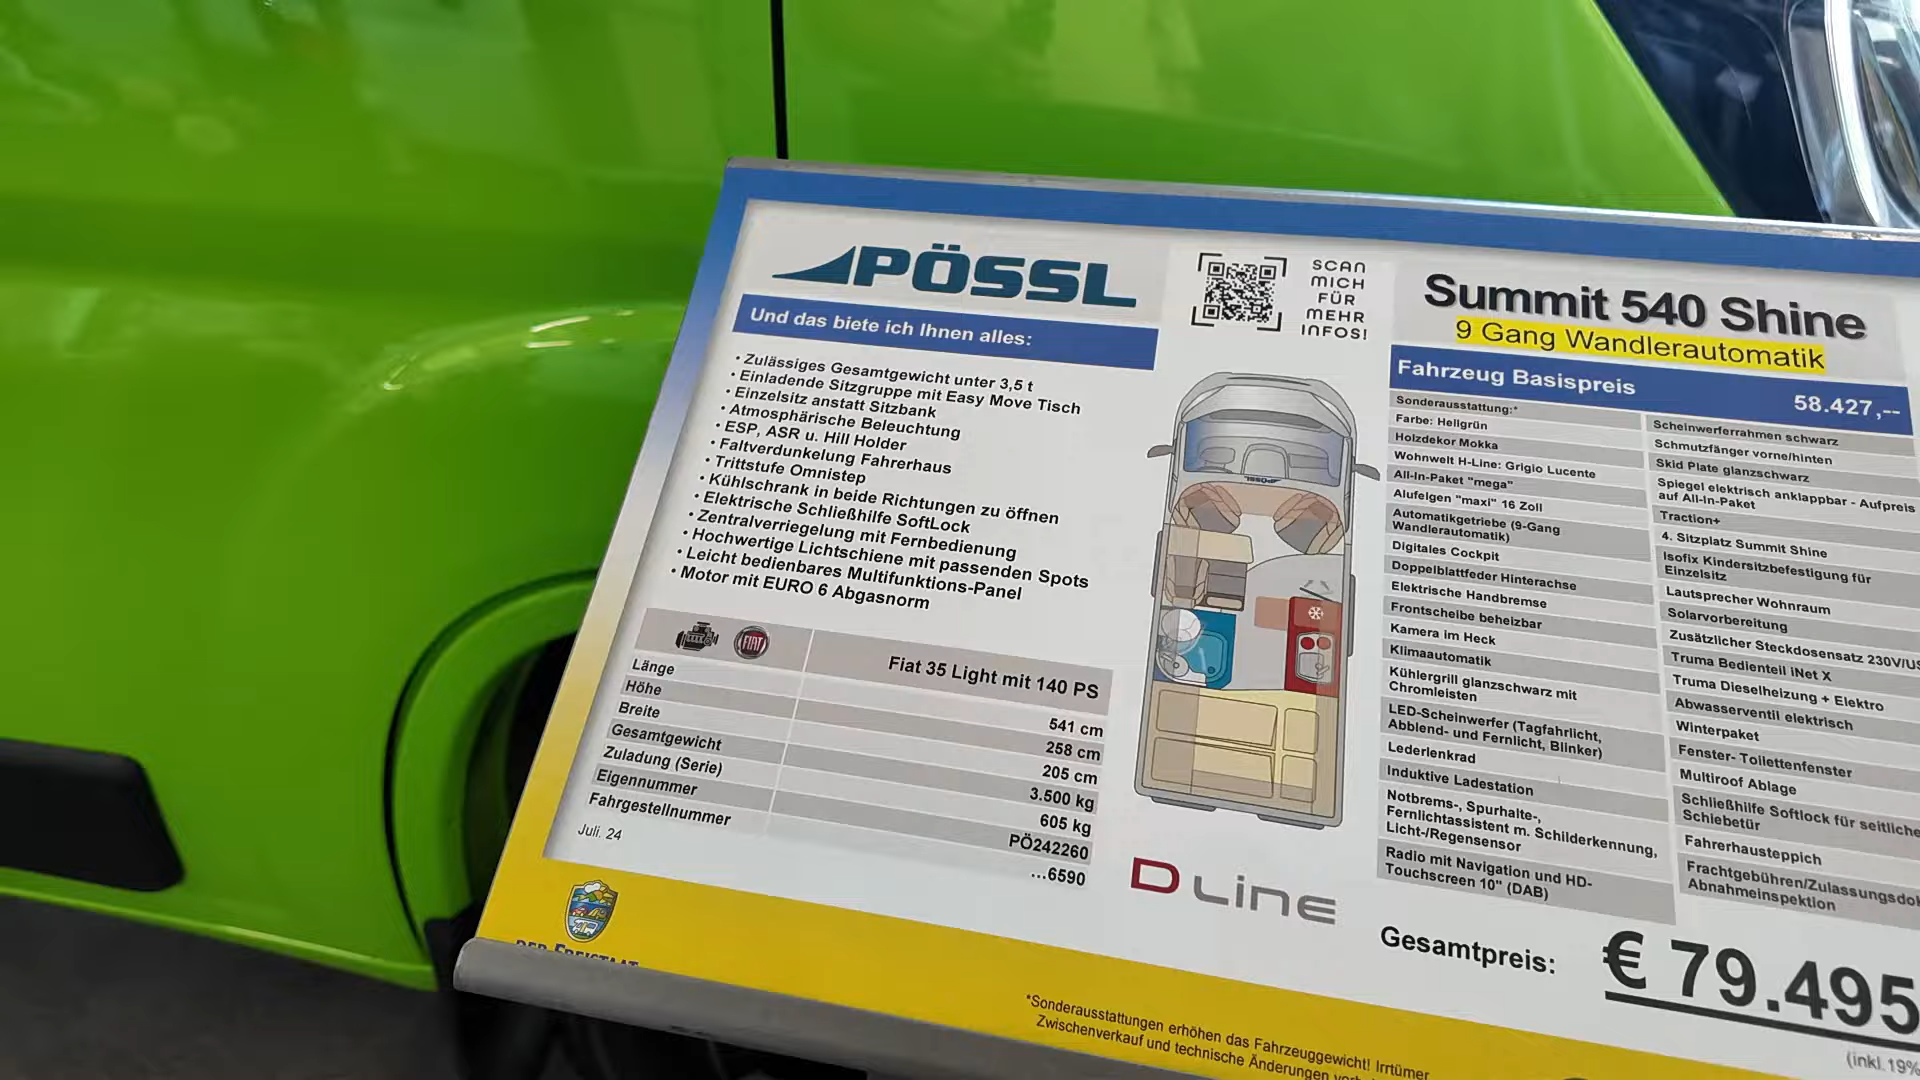 PÖSSL
Und das biete ich Ihnen alles:
• Zulässiges Gesamtgewicht unter 3,5 t
• Einladende Sitzgruppe mit Easy Move Tisch
• Einzelsitz anstatt Sitzbank
• Atmosphärische Beleuchtung
• ESP, ASR u. Hill Holder
• Faltverdunkelung Fahrerhaus
• Trittstufe Omnistep
• Kühlschrank in beide Richtungen zu öffnen
• Elektrische Schließhilfe SoftLock
• Zentralverriegelung mit Fernbedienung
• Hochwertige Lichtschiene mit passenden Spots
• Leicht bedienbares Multifunktions-Panel
• Motor mit EURO 6 Abgasnorm
FIAT
Fiat 35 Light mit 140 PS
Länge 541 cm
Höhe 258 cm
Breite 205 cm
Gesamtgewicht 3.500 kg
Zuladung (Serie) 605 kg
Eigennummer PÖ242260
Fahrgestellnummer ...6590
Juli. 24
DER FREISTAAT
SCAN
MICH
FÜR
MEHR
INFOS!
PÖSSL
D LINE
Summit 540 Shine
9 Gang Wandlerautomatik
Fahrzeug Basispreis 58.427,--
Sonderausstattung:*
Farbe: Hellgrün
Holzdekor Mokka
Wohnwelt H-Line: Grigio Lucente
All-In-Paket "mega"
Alufelgen "maxi" 16 Zoll
Automatikgetriebe (9-Gang
Wandlerautomatik)
Digitales Cockpit
Doppelblattfeder Hinterachse
Elektrische Handbremse
Frontscheibe beheizbar
Kamera im Heck
Klimaautomatik
Kühlergrill glanzschwarz mit
Chromleisten
LED-Scheinwerfer (Tagfahrlicht,
Abblend- und Fernlicht, Blinker)
Lederlenkrad
Induktive Ladestation
Notbrems-, Spurhalte-,
Fernlichtassistent m. Schilderkennung,
Licht-/Regensensor
Radio mit Navigation und HD-
Touchscreen 10" (DAB)
Scheinwerferrahmen schwarz
Schmutzfänger vorne/hinten
Skid Plate glanzschwarz
Spiegel elektrisch anklappbar - Aufpreis
auf All-In-Paket
Traction+
4. Sitzplatz Summit Shine
Isofix Kindersitzbefestigung für
Einzelsitz
Lautsprecher Wohnraum
Solarvorbereitung
Zusätzlicher Steckdosensatz 230V/US
Truma Bedienteil iNet X
Truma Dieselheizung + Elektro
Abwasserventil elektrisch
Winterpaket
Fenster- Toilettenfenster
Multiroof Ablage
Schließhilfe Softlock für seitliche
Schiebetür
Fahrerhausteppich
Frachtgebühren/Zulassungsdok
Abnahmeinspektion
Gesamtpreis: € 79.495
(inkl.19%
*Sonderausstattungen erhöhen das Fahrzeuggewicht! Irrtümer
Zwischenverkauf und technische Änderungen